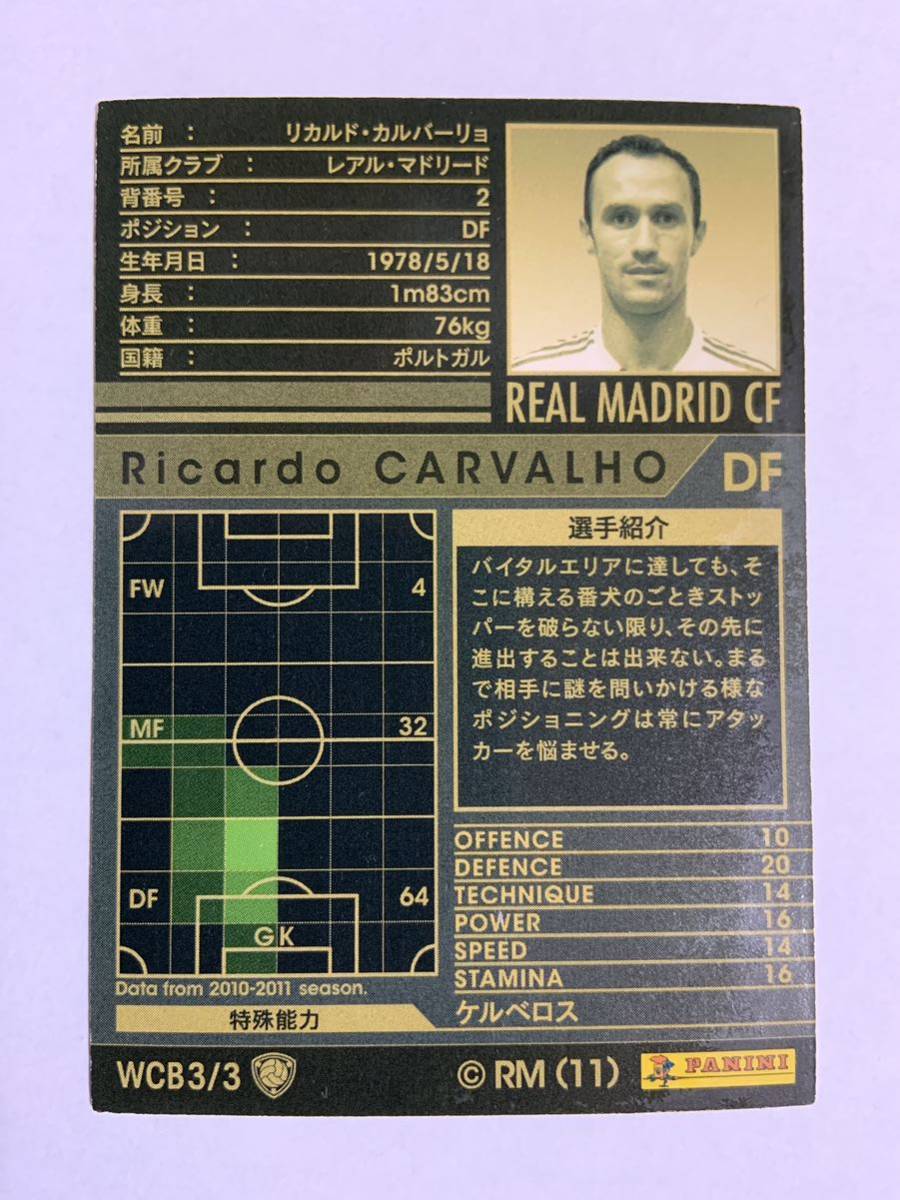 名前 : リカルド・カルバーリョ
所属クラブ : レアル・マドリード
背番号 : 2
ポジション : DF
生年月日 : 1978/5/18
身長 : 1m83cm
体重 : 76kg
国籍 : ポルトガル
REAL MADRID CF
Ricardo CARVALHO DF
FW 4
MF 32
DF 64
GK
Data from 2010-2011 season.
選手紹介
バイタルエリアに達しても、そ
こに構える番犬のごときストッ
パーを破らない限り、その先に
進出することは出来ない。まる
で相手に謎を問いかける様な
ポジショニングは常にアタッ
カーを悩ませる。
OFFENCE 10
DEFENCE 20
TECHNIQUE 14
POWER 16
SPEED 14
STAMINA 16
特殊能力 ケルベロス
WCB3/3 © RM (11) PANINI